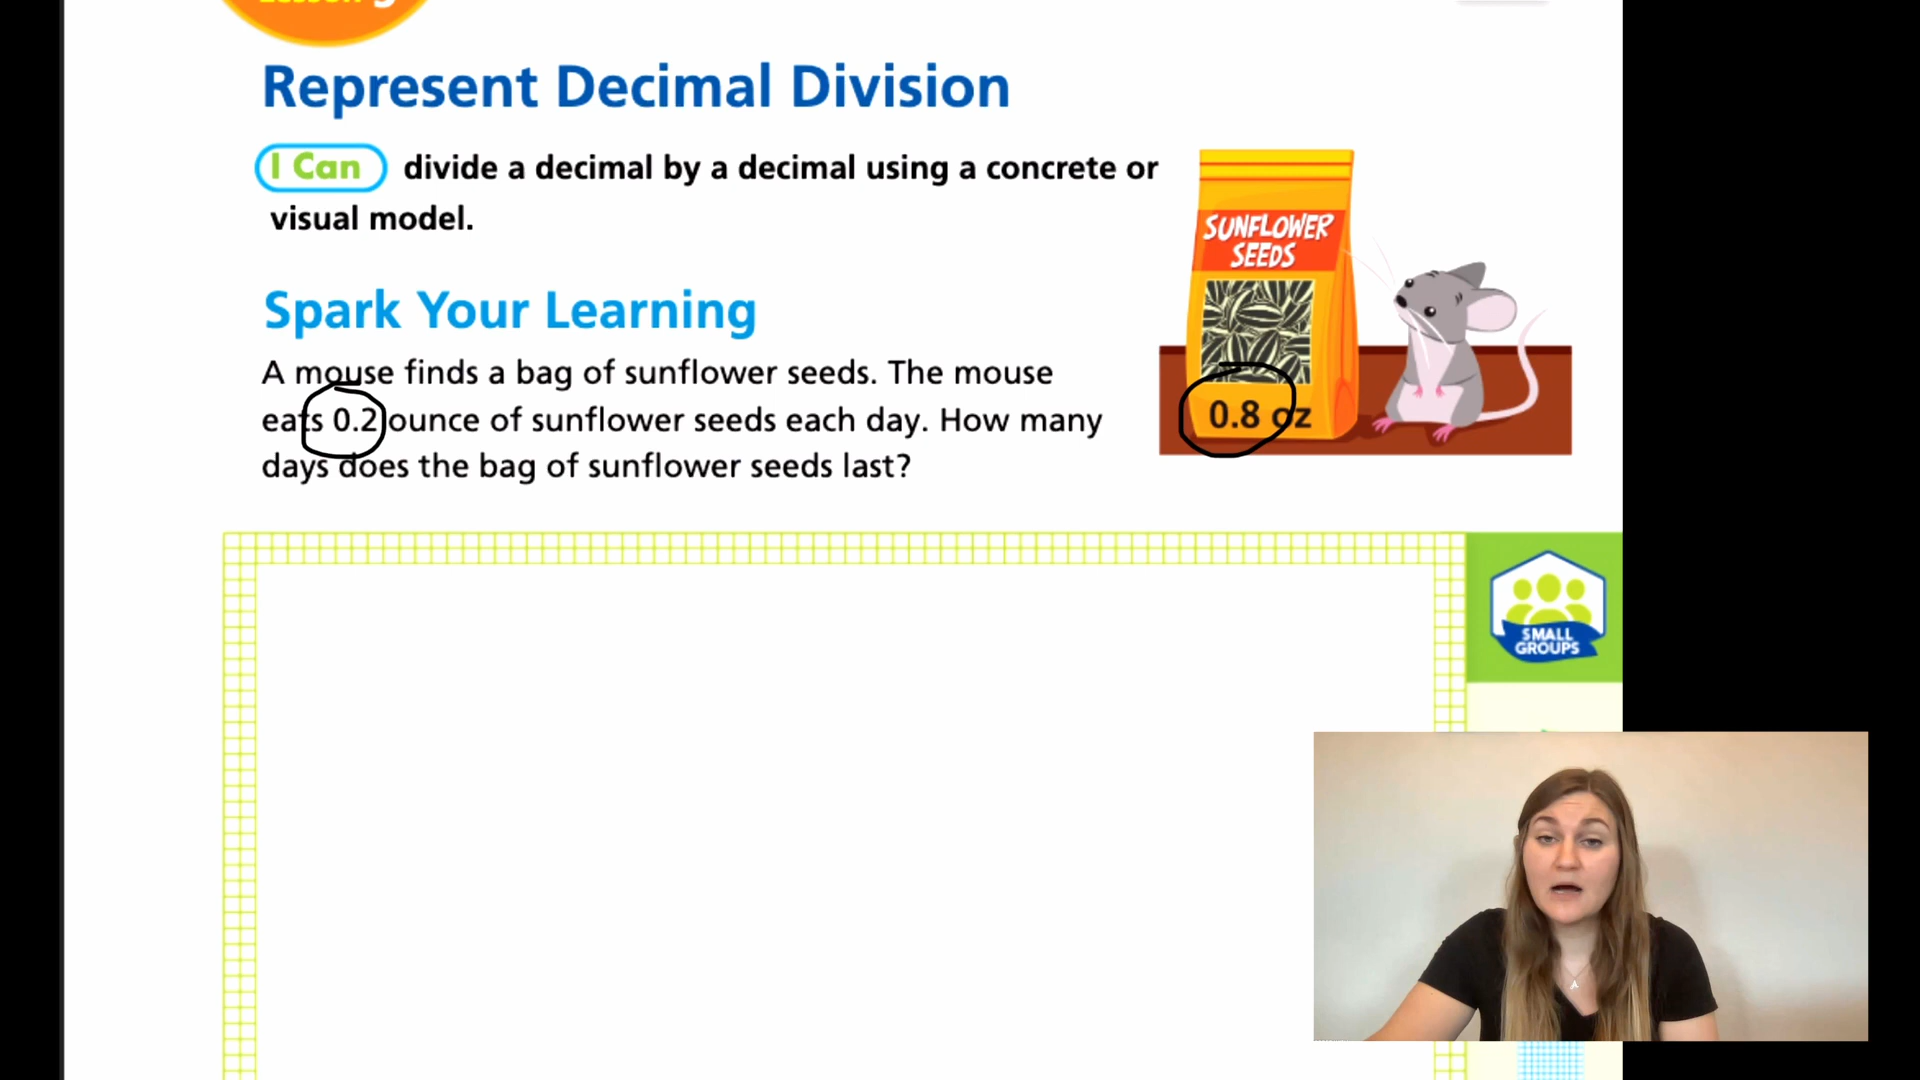 Represent Decimal Division
I Can divide a decimal by a decimal using a concrete or
visual model.
SUNFLOWER
SEEDS
Spark Your Learning
A mouse finds a bag of sunflower seeds. The mouse
eats 0.2 ounce of sunflower seeds each day. How many
days does the bag of sunflower seeds last?
0.8 oz
SMALL
GROUPS